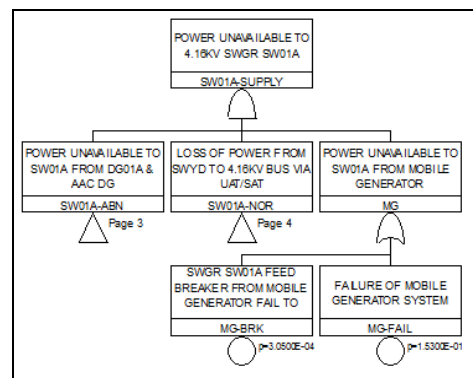 POWER UNAVAILABLE TO
4.16KV SWGR SW01A
SW01A-SUPPLY
POWER UNAVAILABLE TO
SW01A FROM DG01A &
AAC DG
SW01A-ABN
Page 3
LOSS OF POWER FROM
SWYD TO 4.16KV BUS VIA
UAT/SAT
SW01A-NOR
Page 4
POWER UNAVAILABLE TO
SW01A FROM MOBILE
GENERATOR
MG
SWGR SW01A FEED
BREAKER FROM MOBILE
GENERATOR FAIL TO
MG-BRK
p=3.0500E-04
FAILURE OF MOBILE
GENERATOR SYSTEM
MG-FAIL
p=1.5300E-01